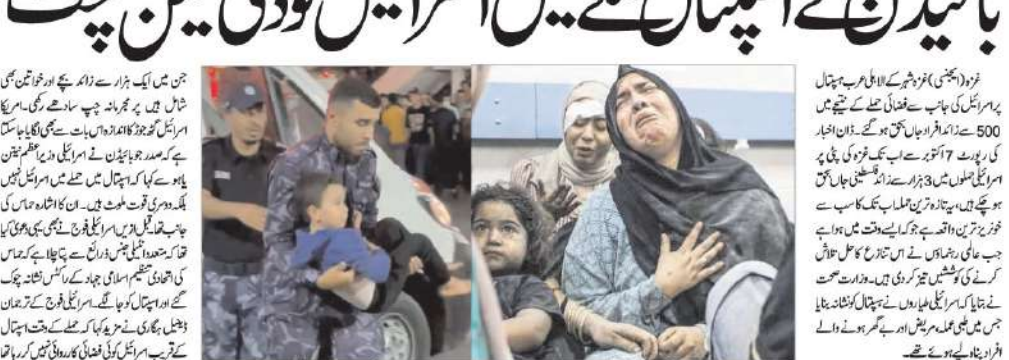 بائیڈن نے اسپتال حملے میں اسرائیل کو دی کلین چٹ
غزہ (ایجنسی) غزہ شہر کے الاہلی عرب ہسپتال
پر اسرائیل کی جانب سے فضائی حملے کے نتیجے میں
500 سے زائد افراد جاں بحق ہو گئے۔ ڈان اخبار
کی رپورٹ 7 اکتوبر سے اب تک غزہ کی پٹی پر
اسرائیلی حملوں میں 3 ہزار سے زائد فلسطینی جاں بحق
ہو چکے ہیں، یہ تازہ ترین حملہ اب تک کا سب سے
خونریز ترین واقعہ ہے جو کہ ایسے وقت میں ہوا ہے
جب عالمی رہنماؤں نے اس تنازع کا حل تلاش
کرنے کی کوششیں تیز کر دی ہیں۔ وزارت صحت
نے بتایا کہ اسرائیلی طیاروں نے ہسپتال کو نشانہ بنایا
جس میں طبی عملہ، مریض اور بے گھر ہونے والے
افراد پناہ لیے ہوئے تھے۔
جن میں ایک ہزار سے زائد بچے اور خواتین بھی
شامل ہیں پر مجرمانہ چپ سادھے رکھی۔ امریکا
اسرائیل گٹھ جوڑ کا اندازہ اس بات سے بھی لگایا جا سکتا
ہے کہ صدر جو بائیڈن نے اسرائیلی وزیر اعظم نیتن
یاہو سے کہا کہ اسپتال میں حملے میں اسرائیل نہیں
بلکہ دوسری قوت ملوث ہیں۔ ان کا اشارہ حماس کی
جانب تھا قبل ازیں اسرائیلی فوج نے بھی یہی دعویٰ کیا
تھا کہ متعدد انٹیلی جنس ذرائع سے پتا چلا ہے کہ حماس
کی اتحادی تنظیم اسلامی جہاد کے راکٹس نشانہ چوک
گئے اور اسپتال کو جا لگے۔ اسرائیلی فوج کے ترجمان
ڈینیل ہگاری نے مزید کہا کہ حملے کے وقت اسپتال
کے قریب اسرائیل کوئی فضائی کارروائی نہیں کر رہا تھا